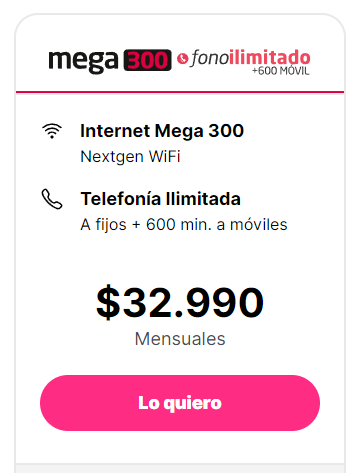 mega 300 fonoilimitado
+600 MÓVIL
Internet Mega 300
Nextgen WiFi
Telefonía Ilimitada
A fijos + 600 min. a móviles
$32.990
Mensuales
Lo quiero